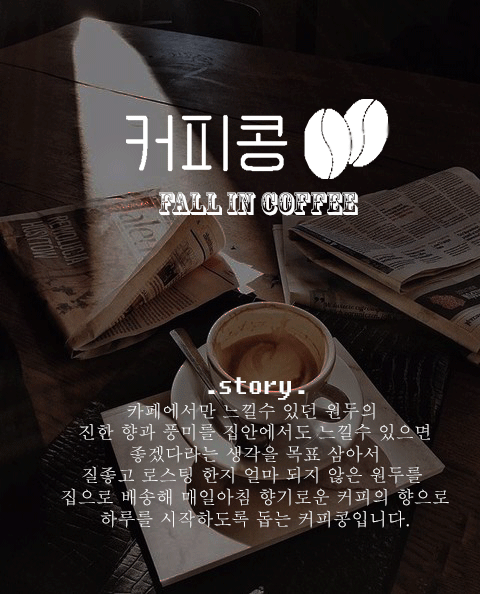 커피콩
FALL IN COFFEE
.story.
카페에서만 느낄수 있던 원두의
진한 향과 풍미를 집안에서도 느낄수 있으면
좋겠다라는 생각을 목표 삼아서
질좋고 로스팅 한지 얼마 되지 않은 원두를
집으로 배송해 매일아침 향기로운 커피의 향으로
하루를 시작하도록 돕는 커피콩입니다.